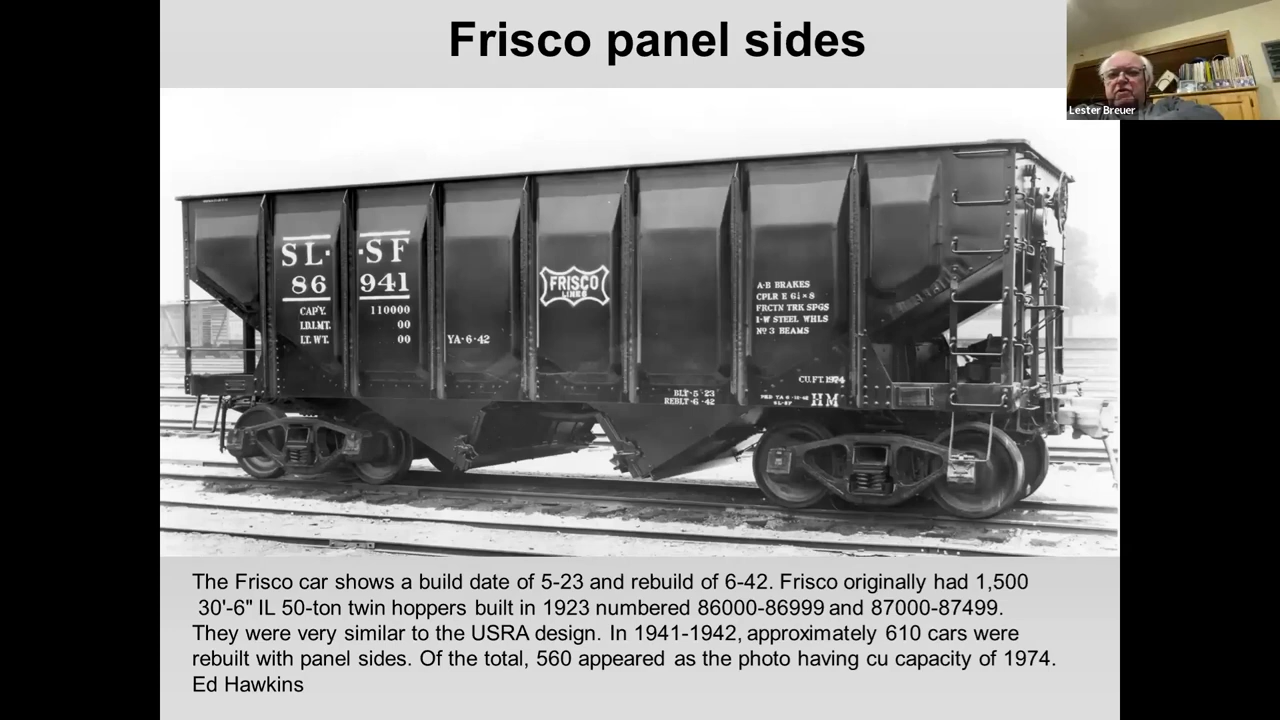 Frisco panel sides
Lester Breuer
SL-SF
86 941
CAPY. 110000
LD.LMT. 00
LT. WT. 00
YA·6·42
FRISCO
LINES
A·B BRAKES
CPLR E 61×8
FRCTN TRK SPGS
1-W STEEL WHLS
Nº 3 BEAMS
CU.FT. 1974
BLT·5·23
REBLT·6·42
HM
The Frisco car shows a build date of 5-23 and rebuild of 6-42. Frisco originally had 1,500
30'-6" IL 50-ton twin hoppers built in 1923 numbered 86000-86999 and 87000-87499.
They were very similar to the USRA design. In 1941-1942, approximately 610 cars were
rebuilt with panel sides. Of the total, 560 appeared as the photo having cu capacity of 1974.
Ed Hawkins